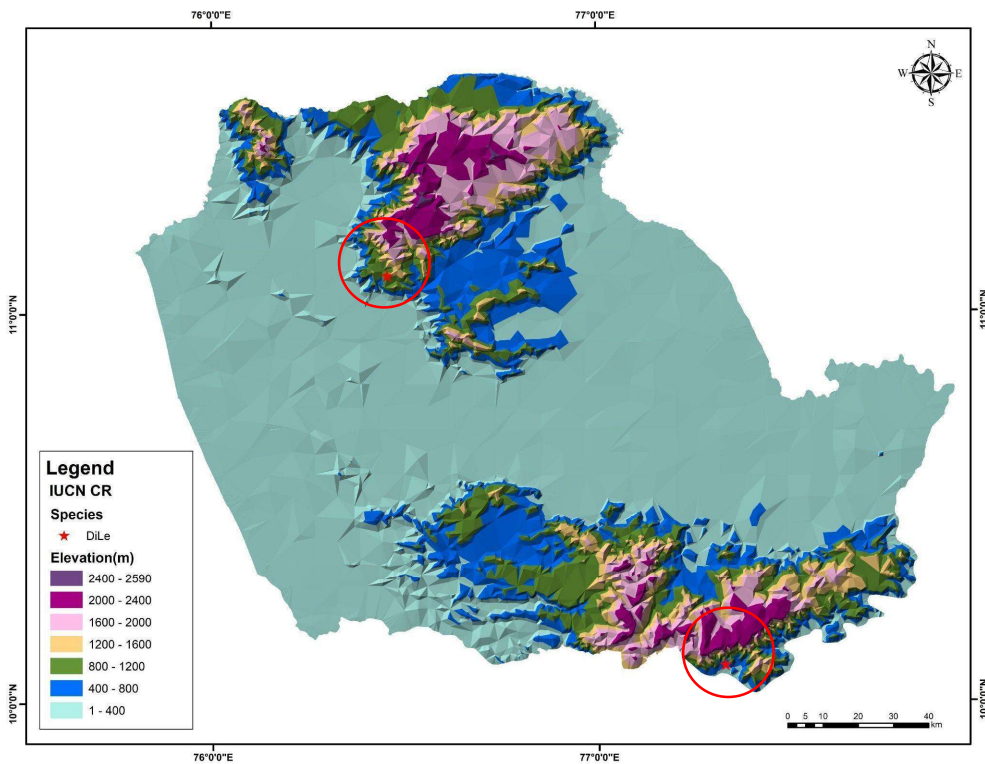 76°0'0"E 77°0'0"E
N
W E
S
11°0'0"N 11°0'0"N
Legend
IUCN CR
Species
DiLe
Elevation(m)
2400 - 2590
2000 - 2400
1600 - 2000
1200 - 1600
800 - 1200
400 - 800
1 - 400
10°0'0"N 10°0'0"N
0 5 10 20 30 40
km
76°0'0"E 77°0'0"E